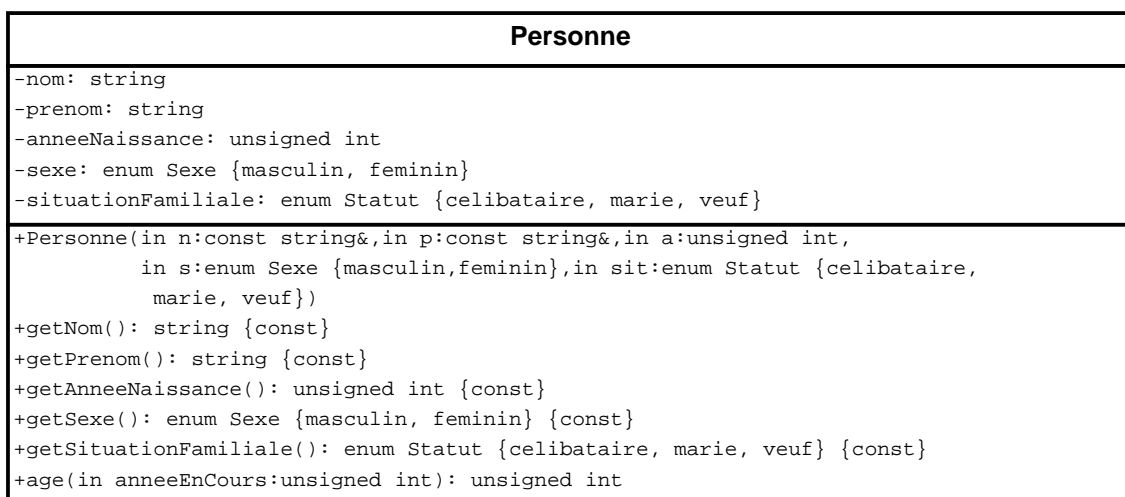 Personne
-nom: string
-prenom: string
-anneeNaissance: unsigned int
-sexe: enum Sexe {masculin, feminin}
-situationFamiliale: enum Statut {celibataire, marie, veuf}
+Personne(in n:const string&,in p:const string&,in a:unsigned int,
in s:enum Sexe {masculin,feminin},in sit:enum Statut {celibataire,
marie, veuf})
+getNom(): string {const}
+getPrenom(): string {const}
+getAnneeNaissance(): unsigned int {const}
+getSexe(): enum Sexe {masculin, feminin} {const}
+getSituationFamiliale(): enum Statut {celibataire, marie, veuf} {const}
+age(in anneeEnCours:unsigned int): unsigned int